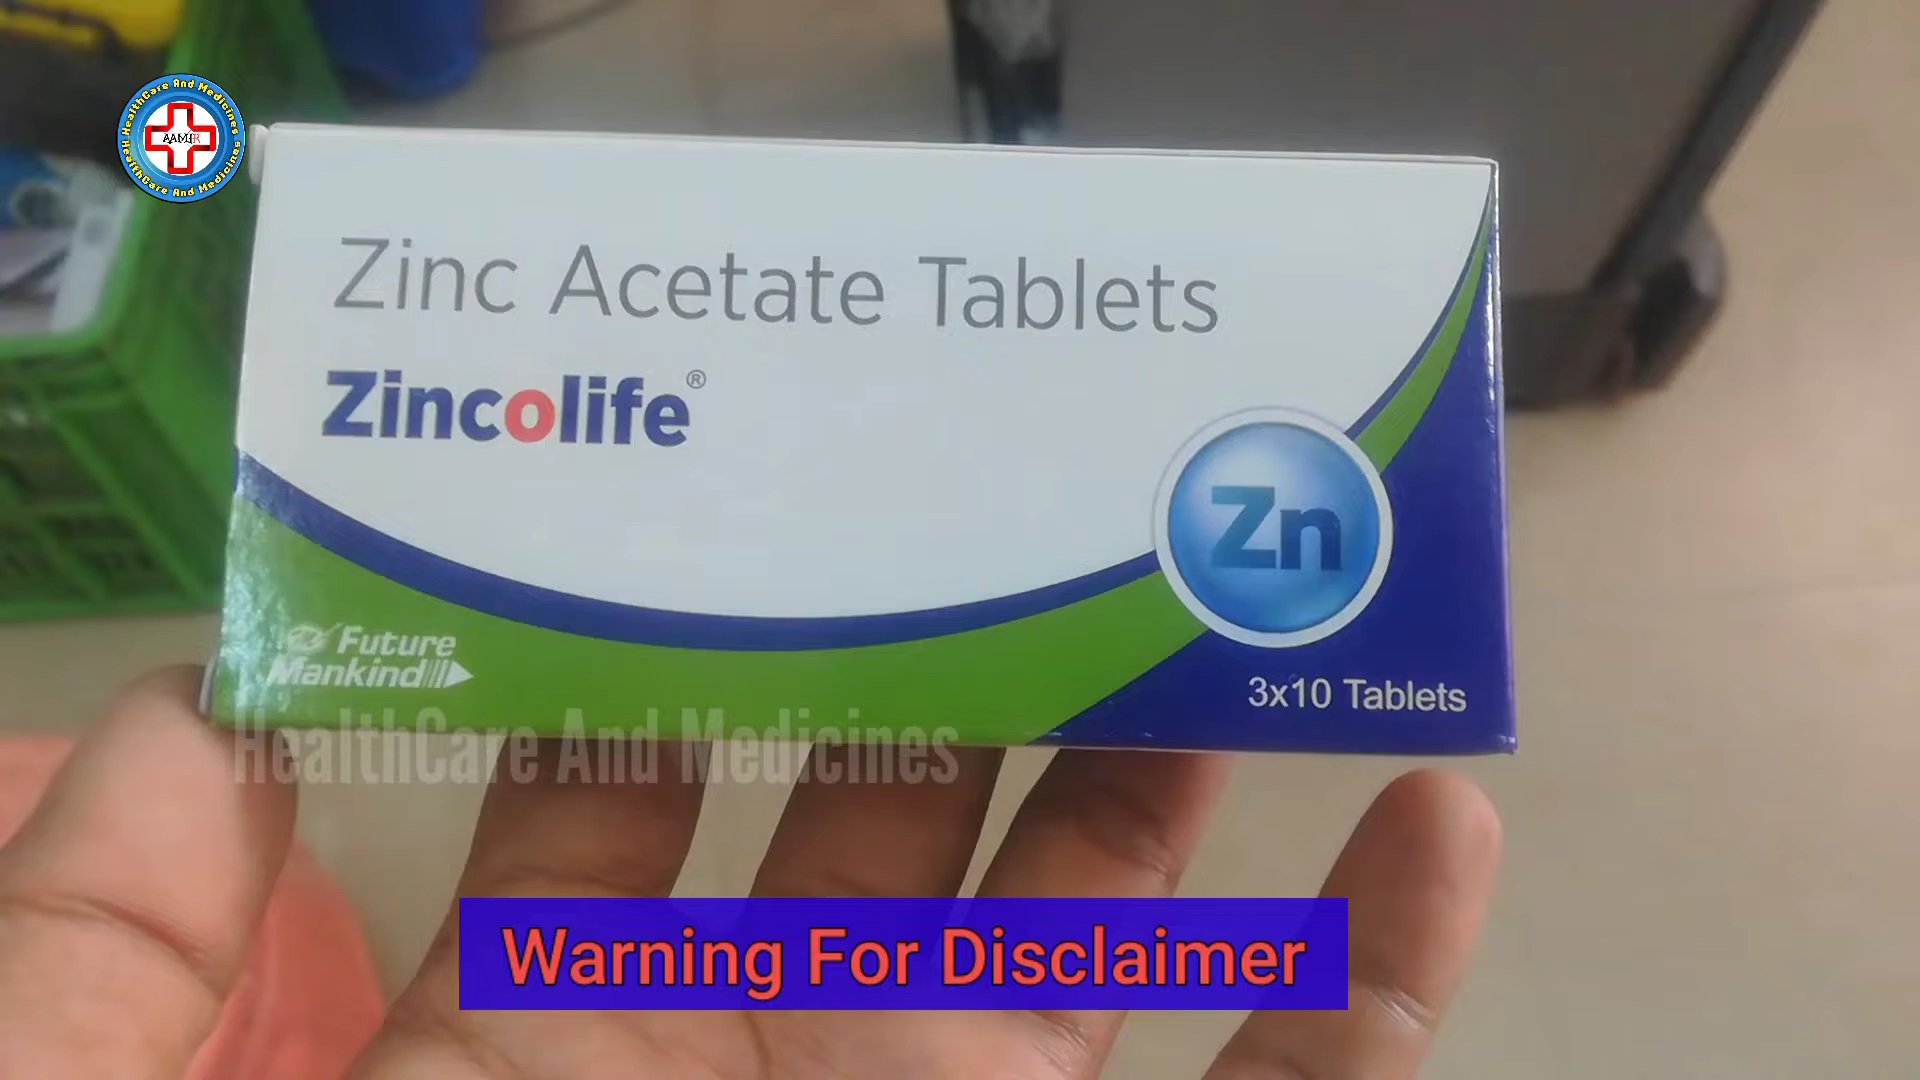 HealthCare And Medicines
AAMIR
HealthCare And Medicines
Zinc Acetate Tablets
Zincolife®
Zn
Future
Mankind
3x10 Tablets
HealthCare And Medicines
Warning For Disclaimer